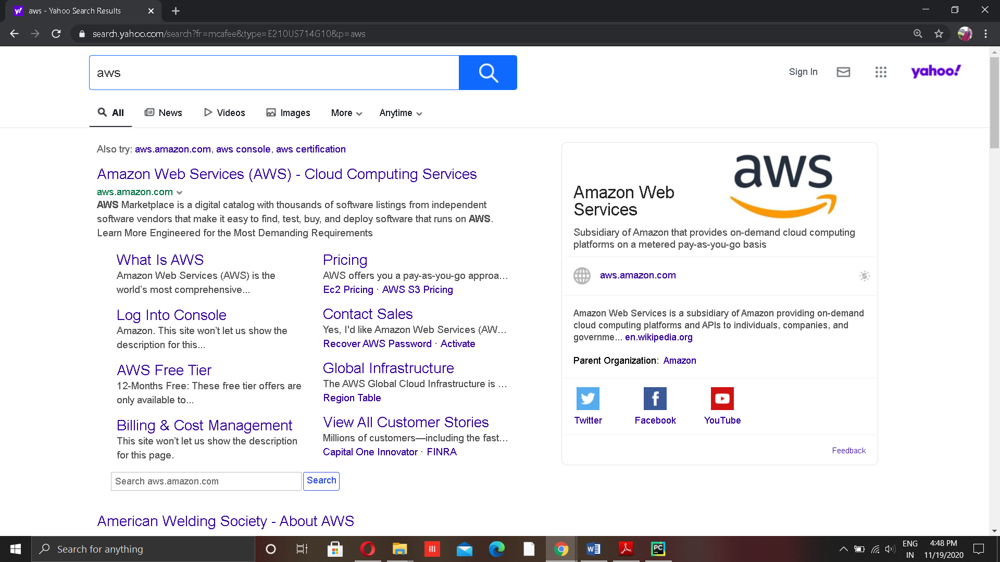 aws - Yahoo Search Results
search.yahoo.com/search?fr=mcafee&type=E210US714G10&p=aws
aws
Sign In
yahoo!
All
News
Videos
Images
More
Anytime
Also try: aws.amazon.com, aws console, aws certification
Amazon Web Services (AWS) - Cloud Computing Services
aws.amazon.com
AWS Marketplace is a digital catalog with thousands of software listings from independent
software vendors that make it easy to find, test, buy, and deploy software that runs on AWS.
Learn More Engineered for the Most Demanding Requirements
What Is AWS
Amazon Web Services (AWS) is the
world's most comprehensive...
Log Into Console
Amazon. This site won't let us show the
description for this...
AWS Free Tier
12-Months Free: These free tier offers are
only available to...
Billing & Cost Management
This site won't let us show the description
for this page.
Pricing
AWS offers you a pay-as-you-go approa...
Ec2 Pricing · AWS S3 Pricing
Contact Sales
Yes, I'd like Amazon Web Services (AW...
Recover AWS Password · Activate
Global Infrastructure
The AWS Global Cloud Infrastructure is ...
Region Table
View All Customer Stories
Millions of customers—including the fast...
Capital One Innovator · FINRA
Search aws.amazon.com
Search
American Welding Society - About AWS
aws
Amazon Web
Services
Subsidiary of Amazon that provides on-demand cloud computing
platforms on a metered pay-as-you-go basis
aws.amazon.com
Amazon Web Services is a subsidiary of Amazon providing on-demand
cloud computing platforms and APIs to individuals, companies, and
governme... en.wikipedia.org
Parent Organization: Amazon
Twitter
Facebook
YouTube
Feedback
Search for anything
PC
ENG
IN
4:48 PM
11/19/2020